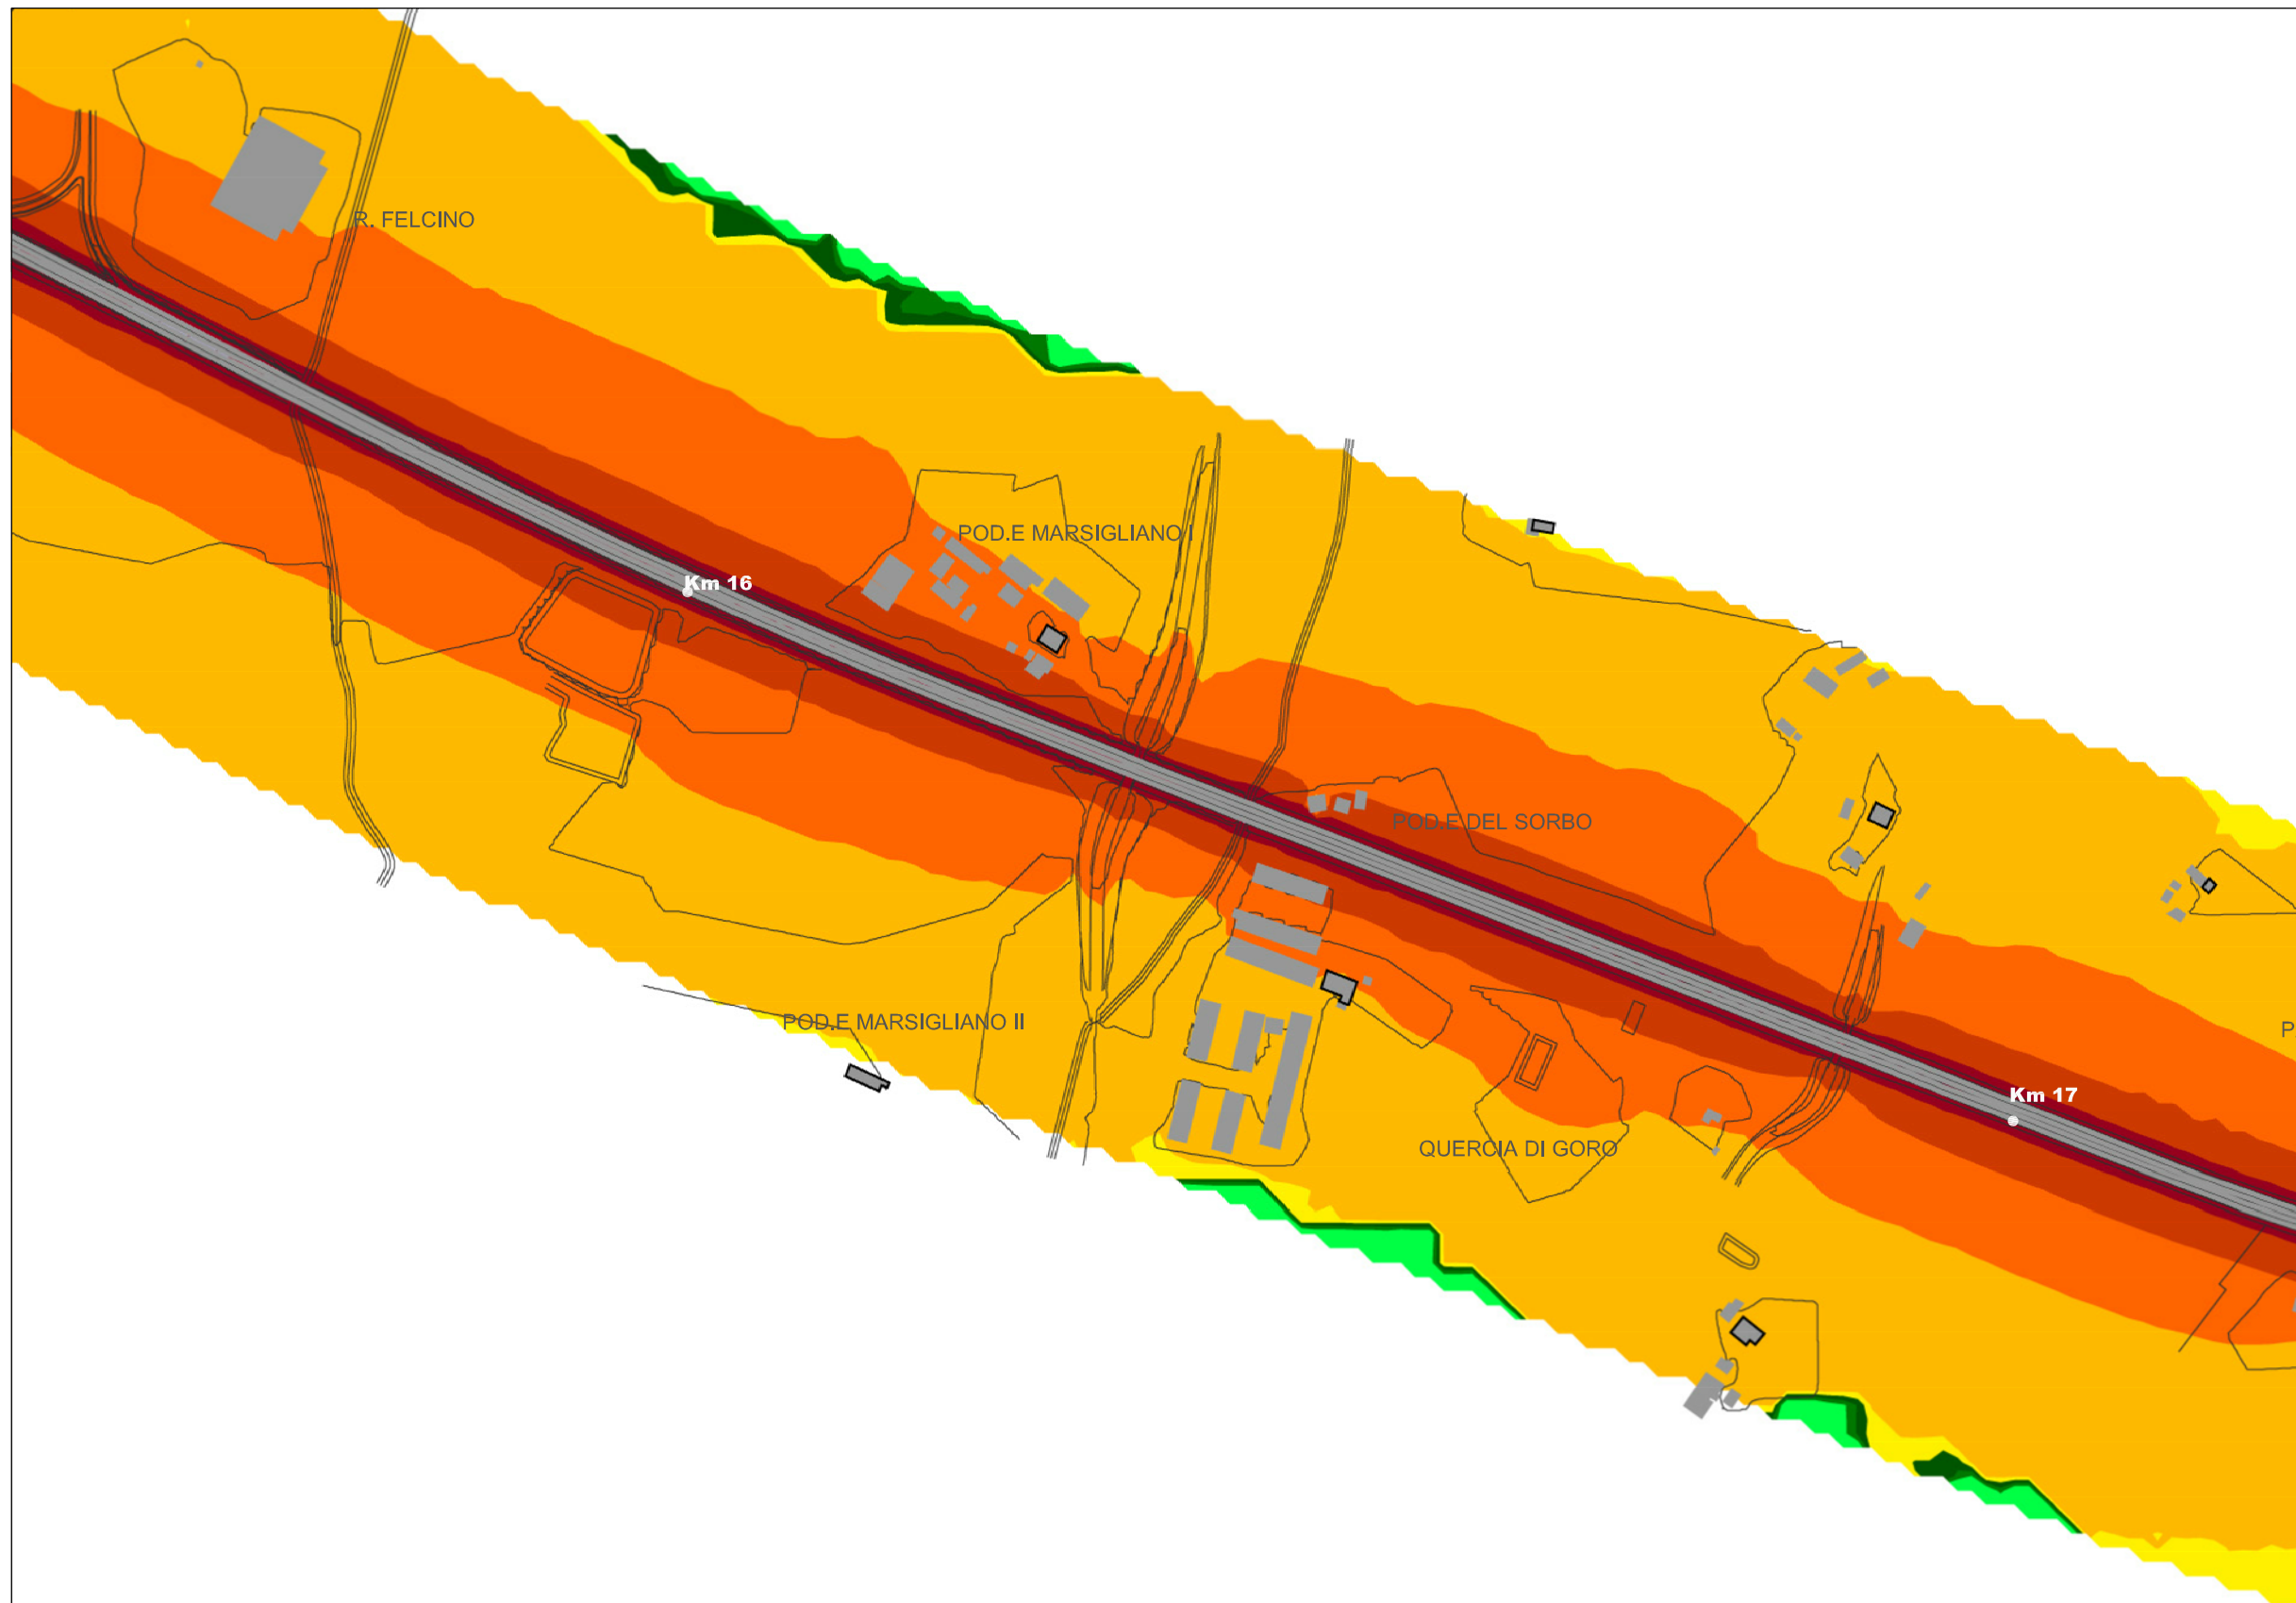 R. FELCINO
POD.E MARSIGLIANO I
Km 16
POD.E DEL SORBO
POD.E MARSIGLIANO II
P
Km 17
QUERCIA DI GORO